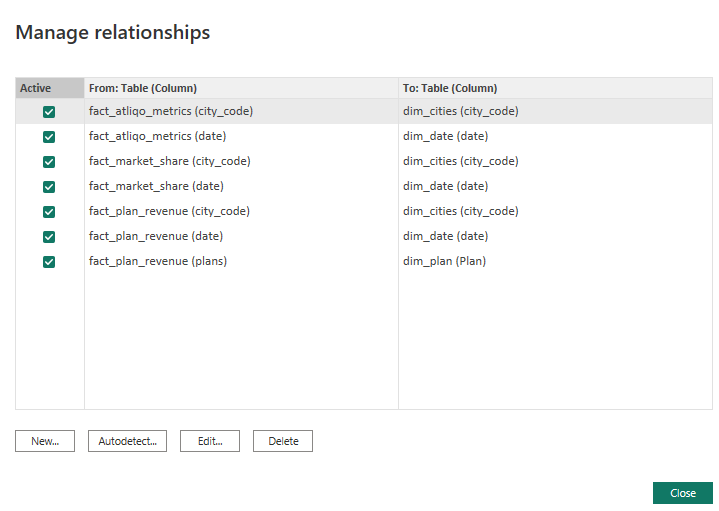 Manage relationships
Active From: Table (Column) To: Table (Column)
fact_atliqo_metrics (city_code) dim_cities (city_code)
fact_atliqo_metrics (date) dim_date (date)
fact_market_share (city_code) dim_cities (city_code)
fact_market_share (date) dim_date (date)
fact_plan_revenue (city_code) dim_cities (city_code)
fact_plan_revenue (date) dim_date (date)
fact_plan_revenue (plans) dim_plan (Plan)
New... Autodetect... Edit... Delete
Close